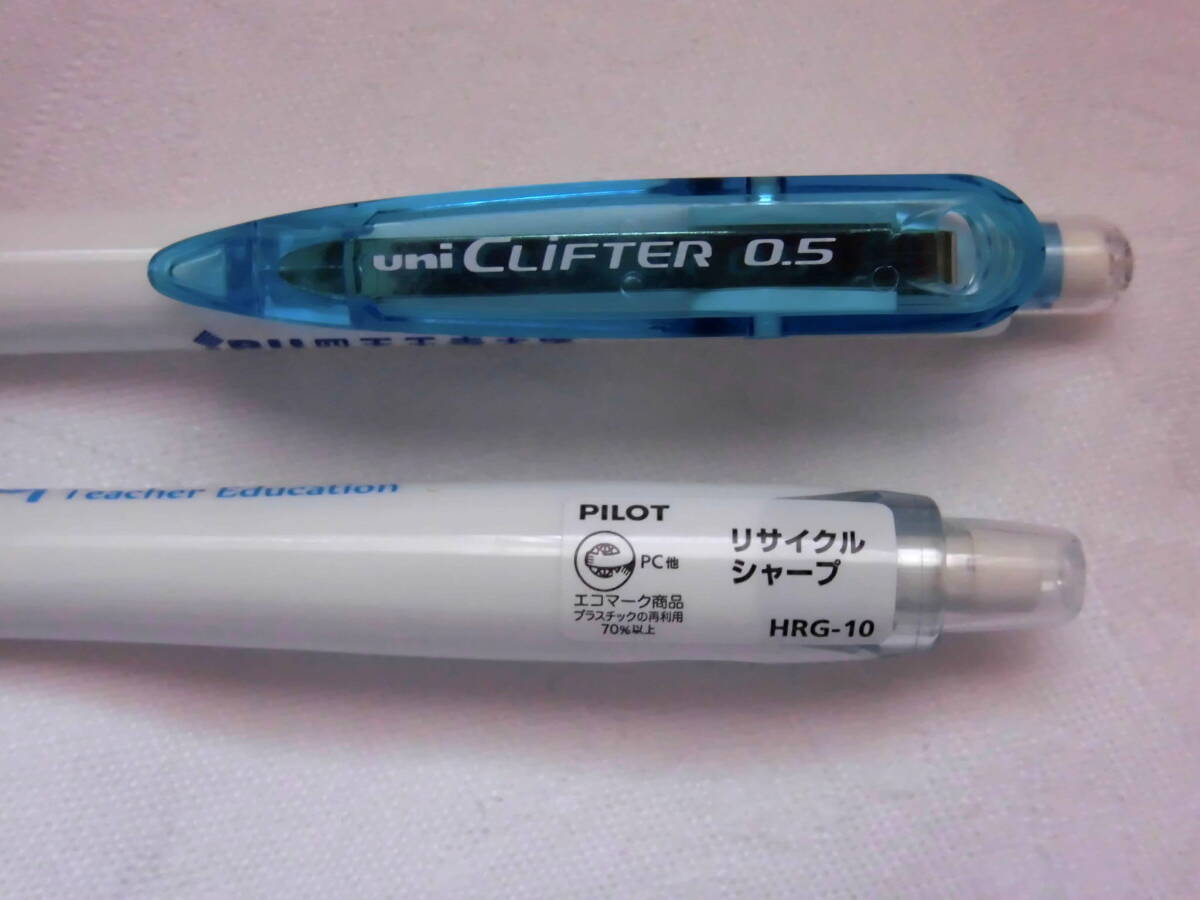 uni CLiFTER 0.5
Teacher Education
PILOT
PC他
エコマーク商品
プラスチックの再利用
70%以上
リサイクル
シャープ
HRG-10